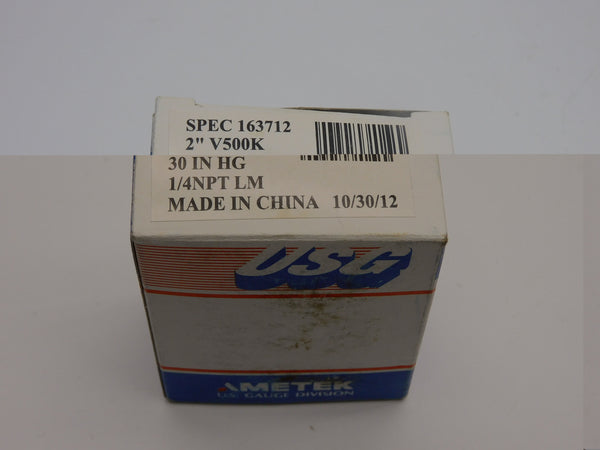 SPEC 163712
2" V500K
30 IN HG
1/4NPT LM
MADE IN CHINA 10/30/12
USG
AMETEK
U.S. GAUGE DIVISION